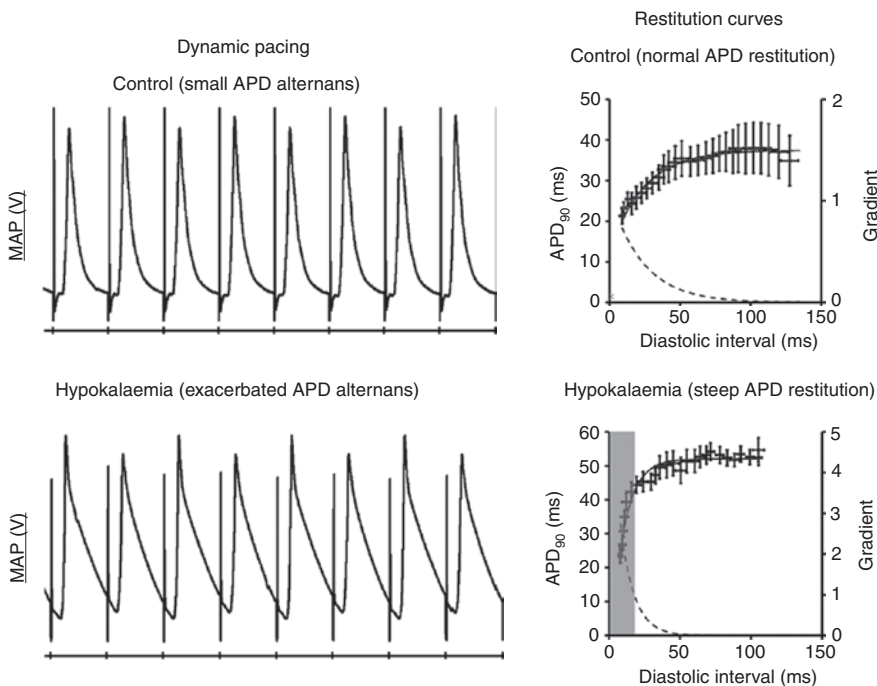 Dynamic pacing
Control (small APD alternans)
MAP (V)
Restitution curves
Control (normal APD restitution)
50
40
30
20
10
0
APD90 (ms)
2
1
0
Gradient
0 50 100 150
Diastolic interval (ms)
Hypokalaemia (exacerbated APD alternans)
MAP (V)
Hypokalaemia (steep APD restitution)
60
50
40
30
20
10
0
APD90 (ms)
5
4
3
2
1
0
Gradient
0 50 100 150
Diastolic interval (ms)